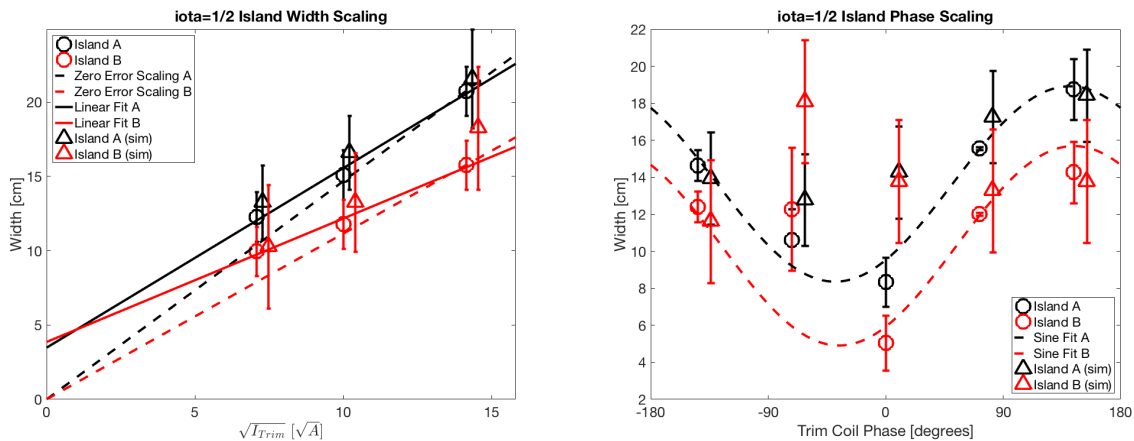 iota=1/2 Island Width Scaling
Island A
Island B
Zero Error Scaling A
Zero Error Scaling B
Linear Fit A
Linear Fit B
Island A (sim)
Island B (sim)
20
15
10
5
0
Width [cm]
0 5 10 15
√I_Trim [√A]
iota=1/2 Island Phase Scaling
22
20
18
16
14
12
10
8
6
4
2
Width [cm]
Island A
Island B
Sine Fit A
Sine Fit B
Island A (sim)
Island B (sim)
-180 -90 0 90 180
Trim Coil Phase [degrees]